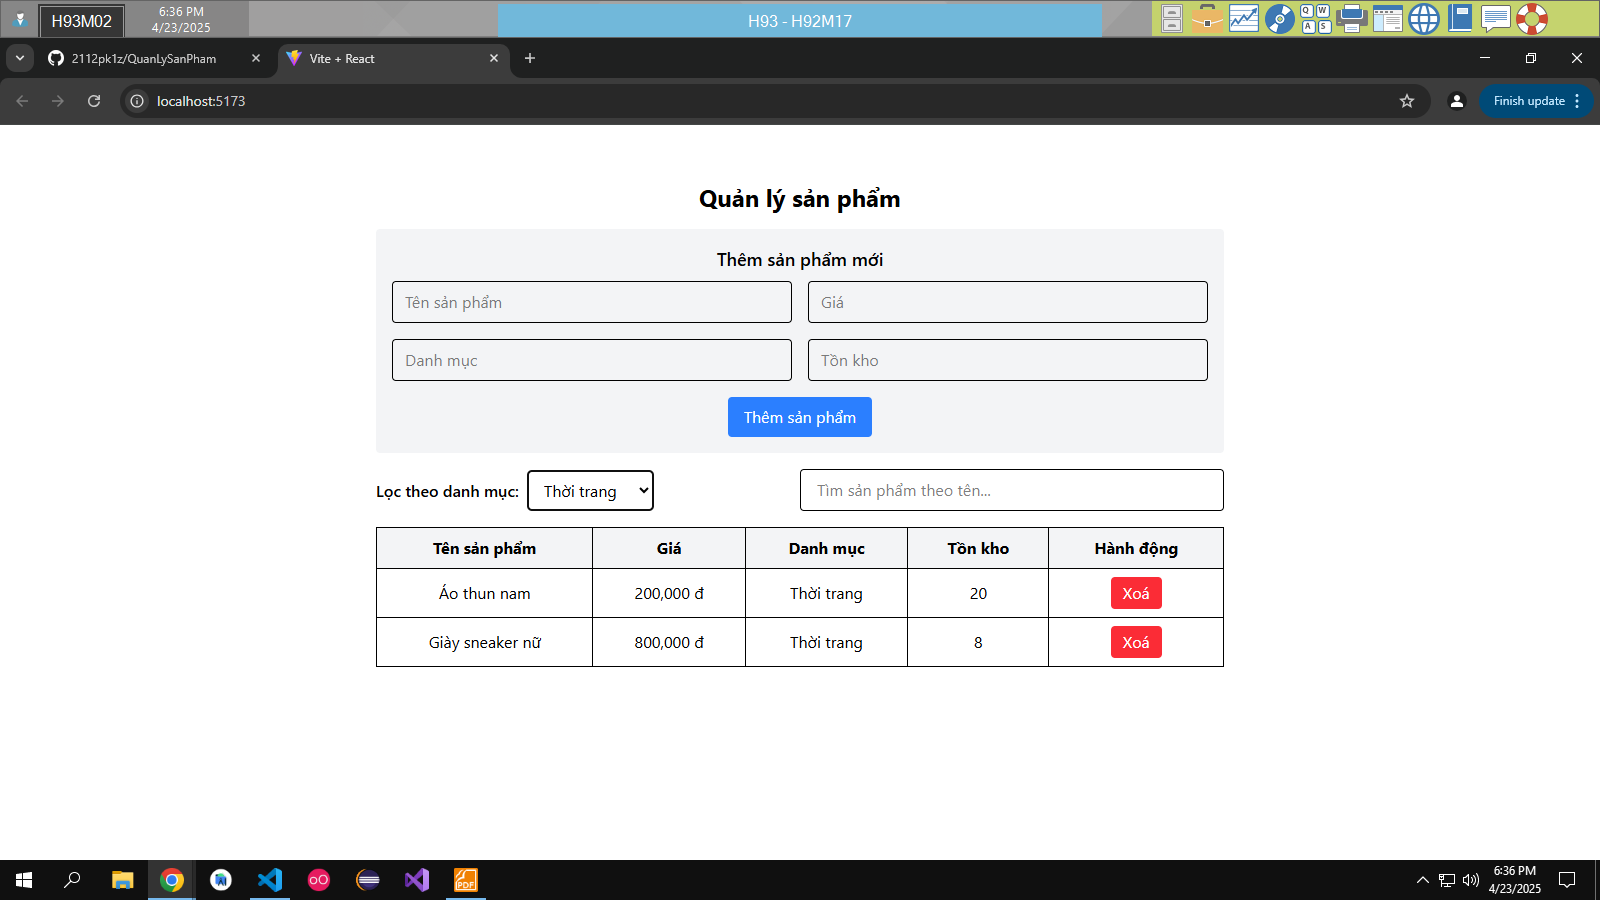 H93M02
6:36 PM
4/23/2025
H93 - H92M17
Q W
A S
2112pk1z/QuanLySanPham
Vite + React
localhost:5173
Finish update
Quản lý sản phẩm
Thêm sản phẩm mới
Tên sản phẩm
Giá
Danh mục
Tồn kho
Thêm sản phẩm
Lọc theo danh mục:
Thời trang
Tìm sản phẩm theo tên...
Tên sản phẩm Giá Danh mục Tồn kho Hành động
Áo thun nam 200,000 đ Thời trang 20 Xoá
Giày sneaker nữ 800,000 đ Thời trang 8 Xoá
PDF
6:36 PM
4/23/2025